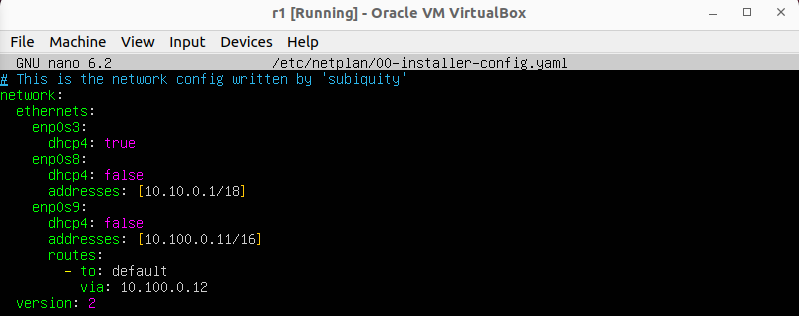 r1 [Running] - Oracle VM VirtualBox
File Machine View Input Devices Help
GNU nano 6.2 /etc/netplan/00-installer-config.yaml
# This is the network config written by 'subiquity'
network:
  ethernets:
    enp0s3:
      dhcp4: true
    enp0s8:
      dhcp4: false
      addresses: [10.10.0.1/18]
    enp0s9:
      dhcp4: false
      addresses: [10.100.0.11/16]
      routes:
        - to: default
          via: 10.100.0.12
  version: 2